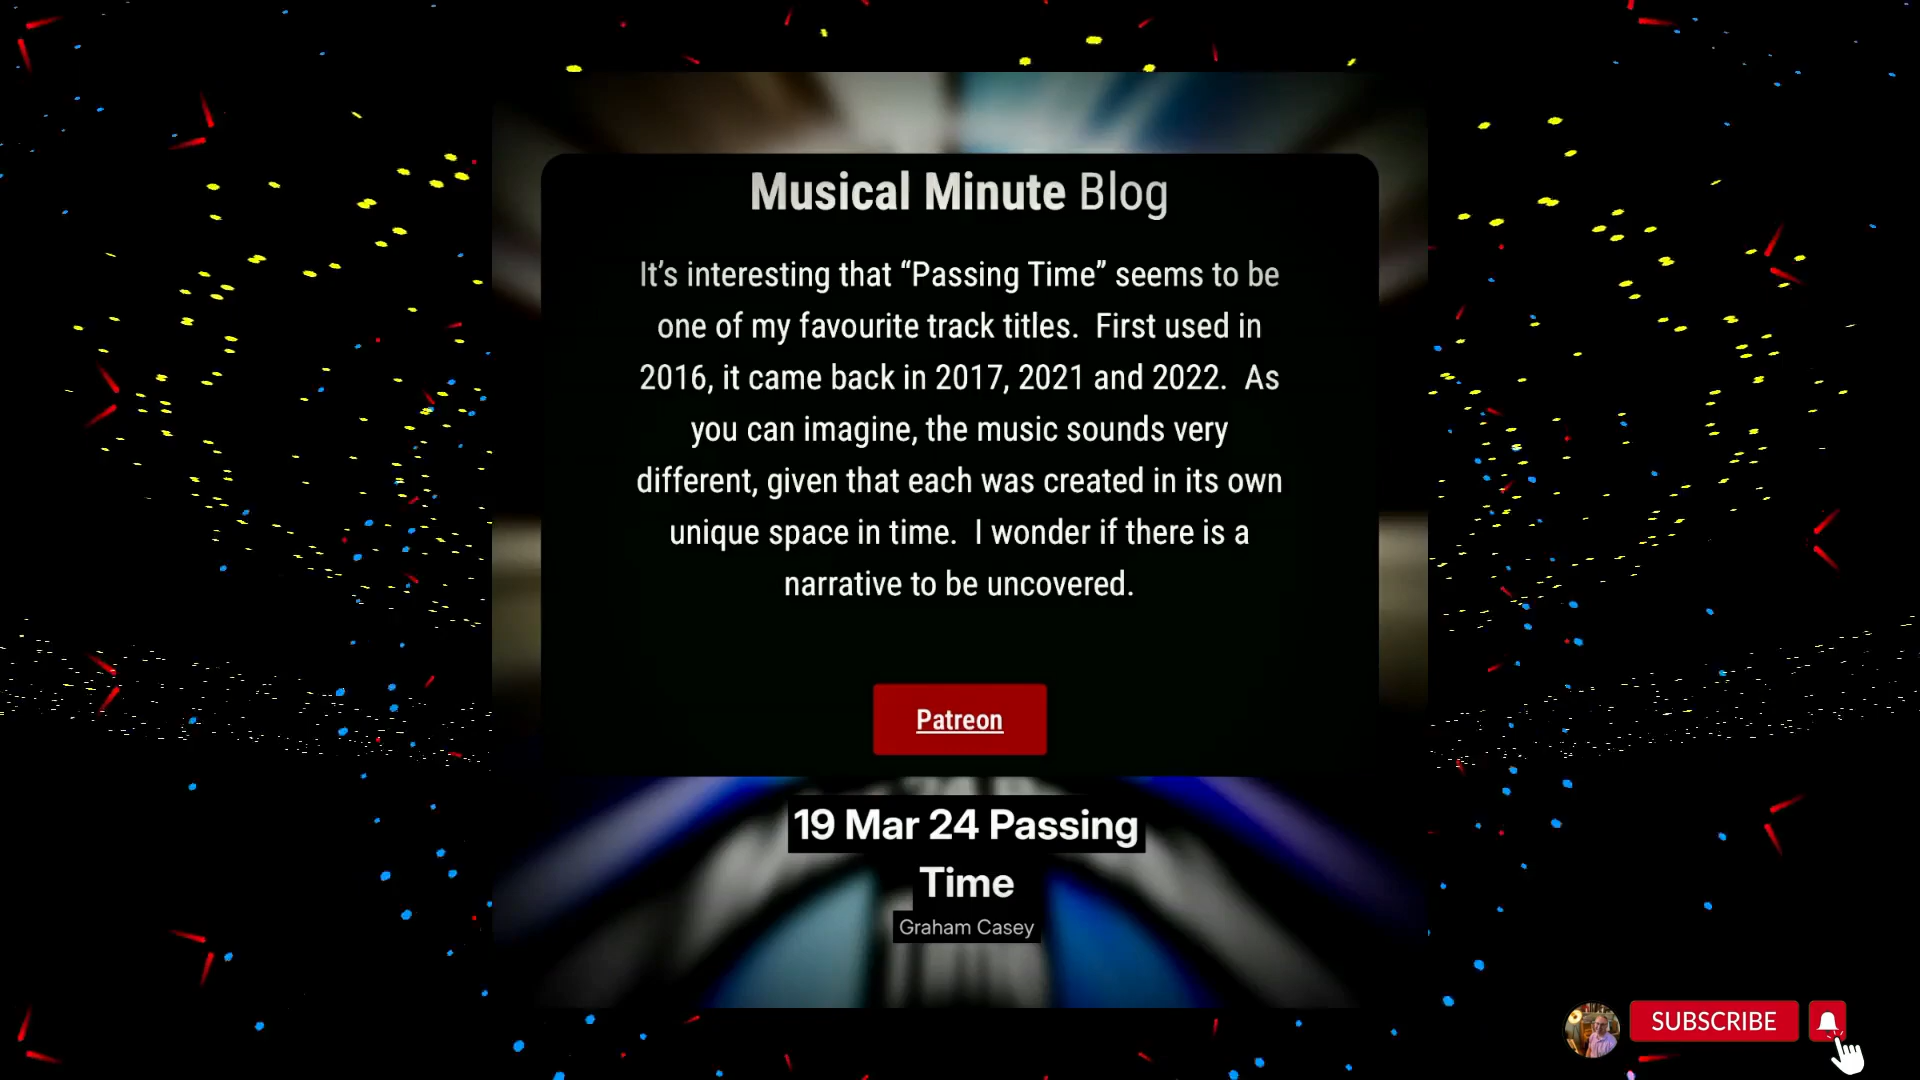 Musical Minute Blog
It’s interesting that “Passing Time” seems to be
one of my favourite track titles.  First used in
2016, it came back in 2017, 2021 and 2022.  As
you can imagine, the music sounds very
different, given that each was created in its own
unique space in time.  I wonder if there is a
narrative to be uncovered.
Patreon
19 Mar 24 Passing
Time
Graham Casey
SUBSCRIBE